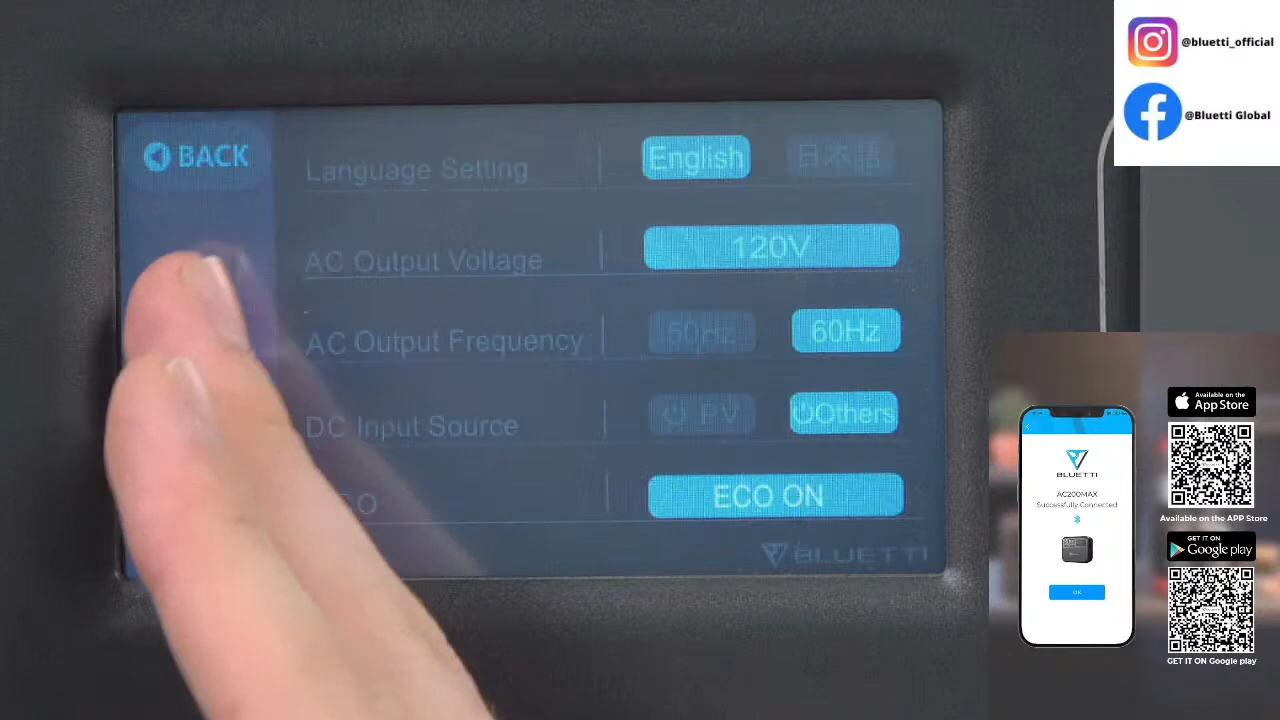 @bluetti_official
@Bluetti Global
BACK
Language Setting
English
日本語
AC Output Voltage
120V
AC Output Frequency
50Hz
60Hz
DC Input Source
PV
Others
ECO ON
BLUETTI
BLUETTI
AC200MAX
Successfully Connected
OK
Available on the
App Store
Available on the APP Store
GET IT ON
Google play
GET IT ON Google play